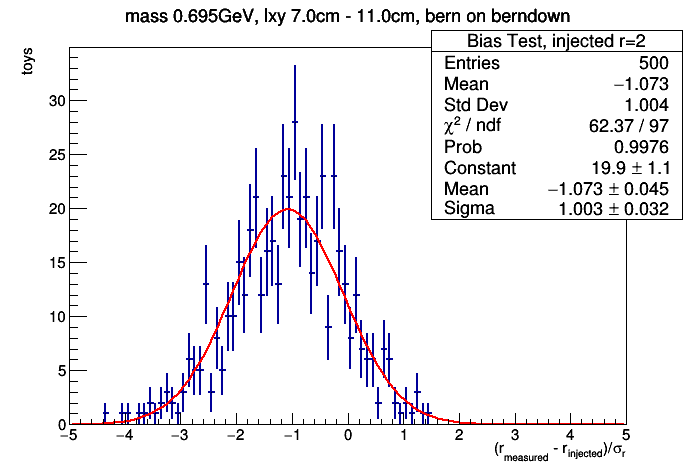 mass 0.695GeV, lxy 7.0cm - 11.0cm, bern on berndown
Bias Test, injected r=2
Entries 500
Mean −1.073
Std Dev 1.004
χ² / ndf 62.37 / 97
Prob 0.9976
Constant 19.9 ± 1.1
Mean −1.073 ± 0.045
Sigma 1.003 ± 0.032
toys
30
25
20
15
10
5
0
−5 −4 −3 −2 −1 0 1 2 3 4 5
(r_measured - r_injected)/σ_r